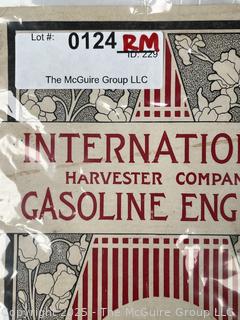 Lot #: 0124 RM
ID: 229
The McGuire Group LLC
INTERNATIO
HARVESTER COMPAN
GASOLINE ENG
Copyright 2025 - The McGuire Group